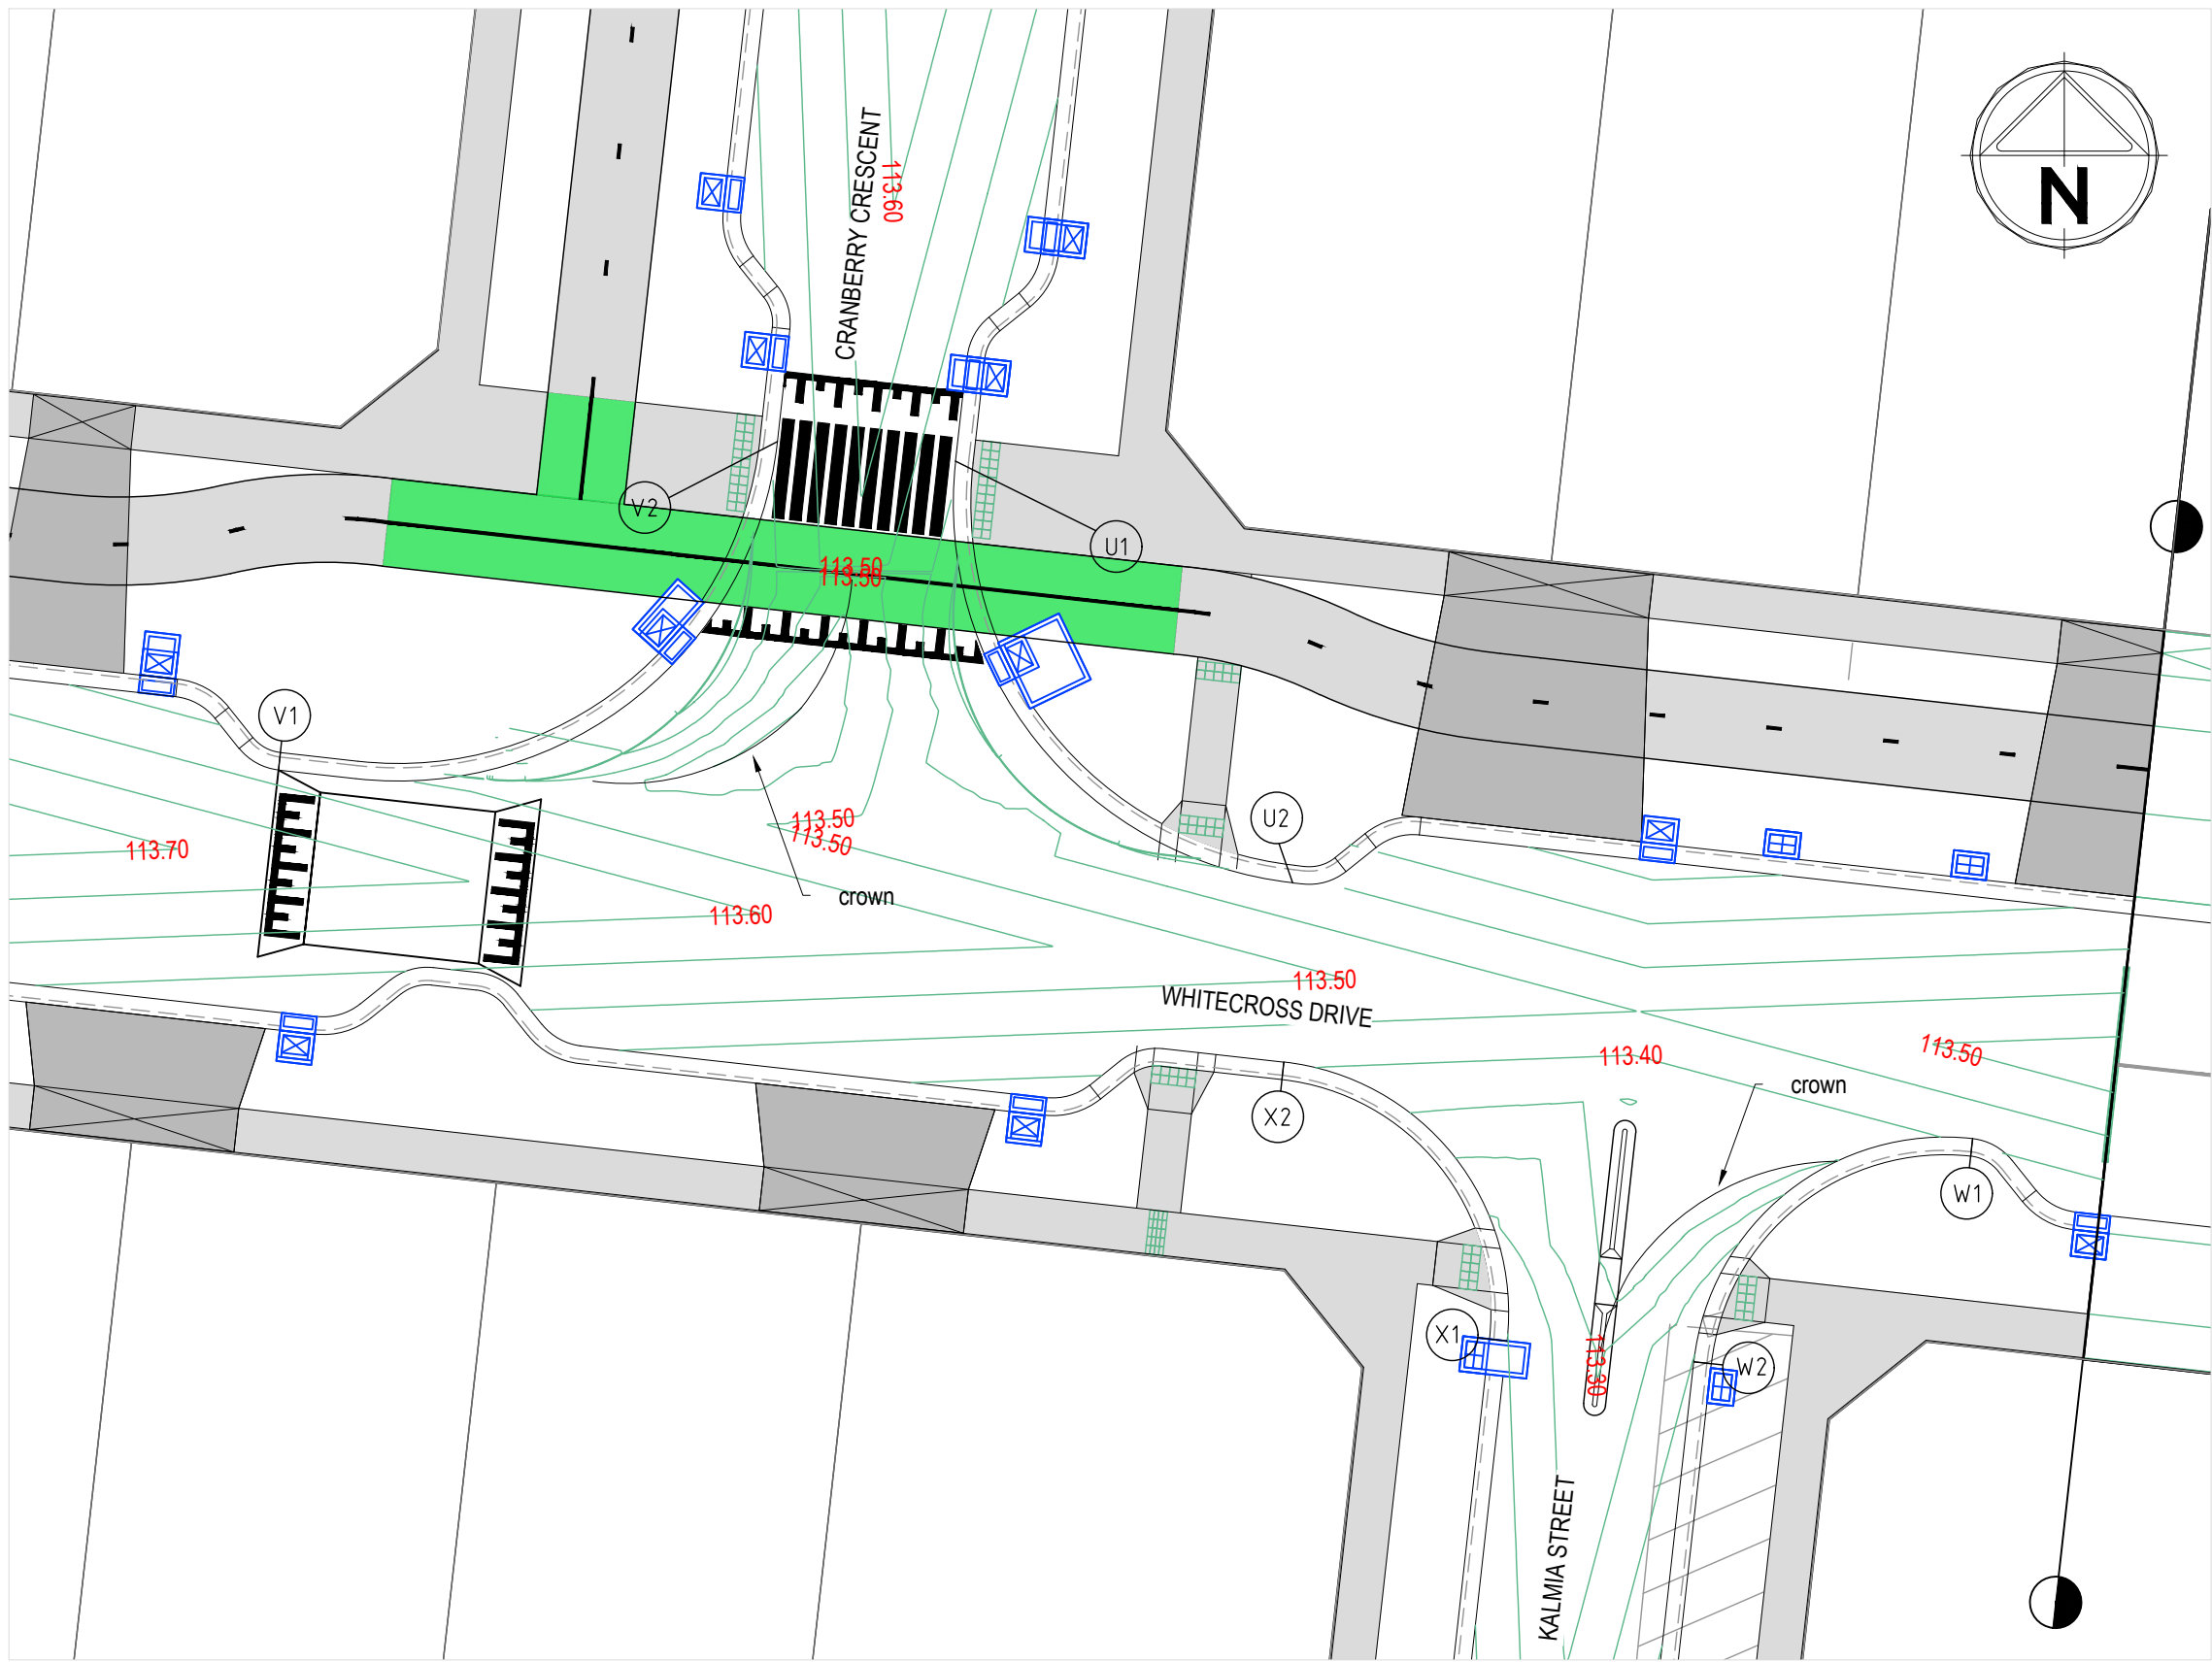 CRANBERRY CRESCENT
113.60
N
V2
U1
113.50
113.50
V1
U2
113.50
113.50
113.70
crown
113.60
113.50
WHITECROSS DRIVE
113.40
113.50
crown
X2
W1
X1
113.30
W2
KALMIA STREET